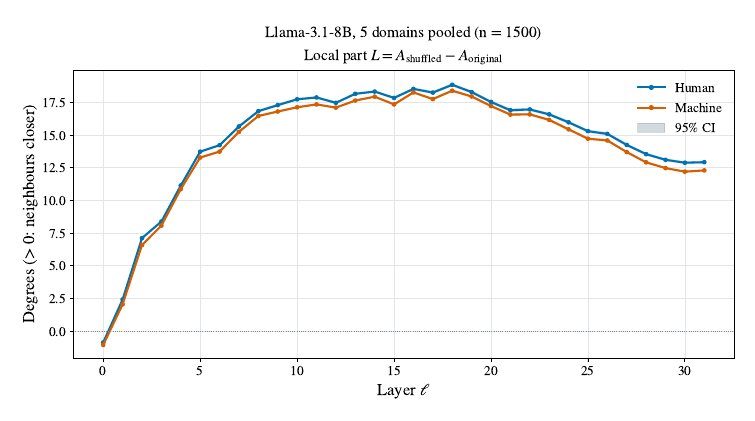 Llama-3.1-8B, 5 domains pooled (n = 1500)
Local part L = A_shuffled − A_original
Degrees (> 0: neighbours closer)
17.5
15.0
12.5
10.0
7.5
5.0
2.5
0.0
Human
Machine
95% CI
0 5 10 15 20 25 30
Layer ℓ